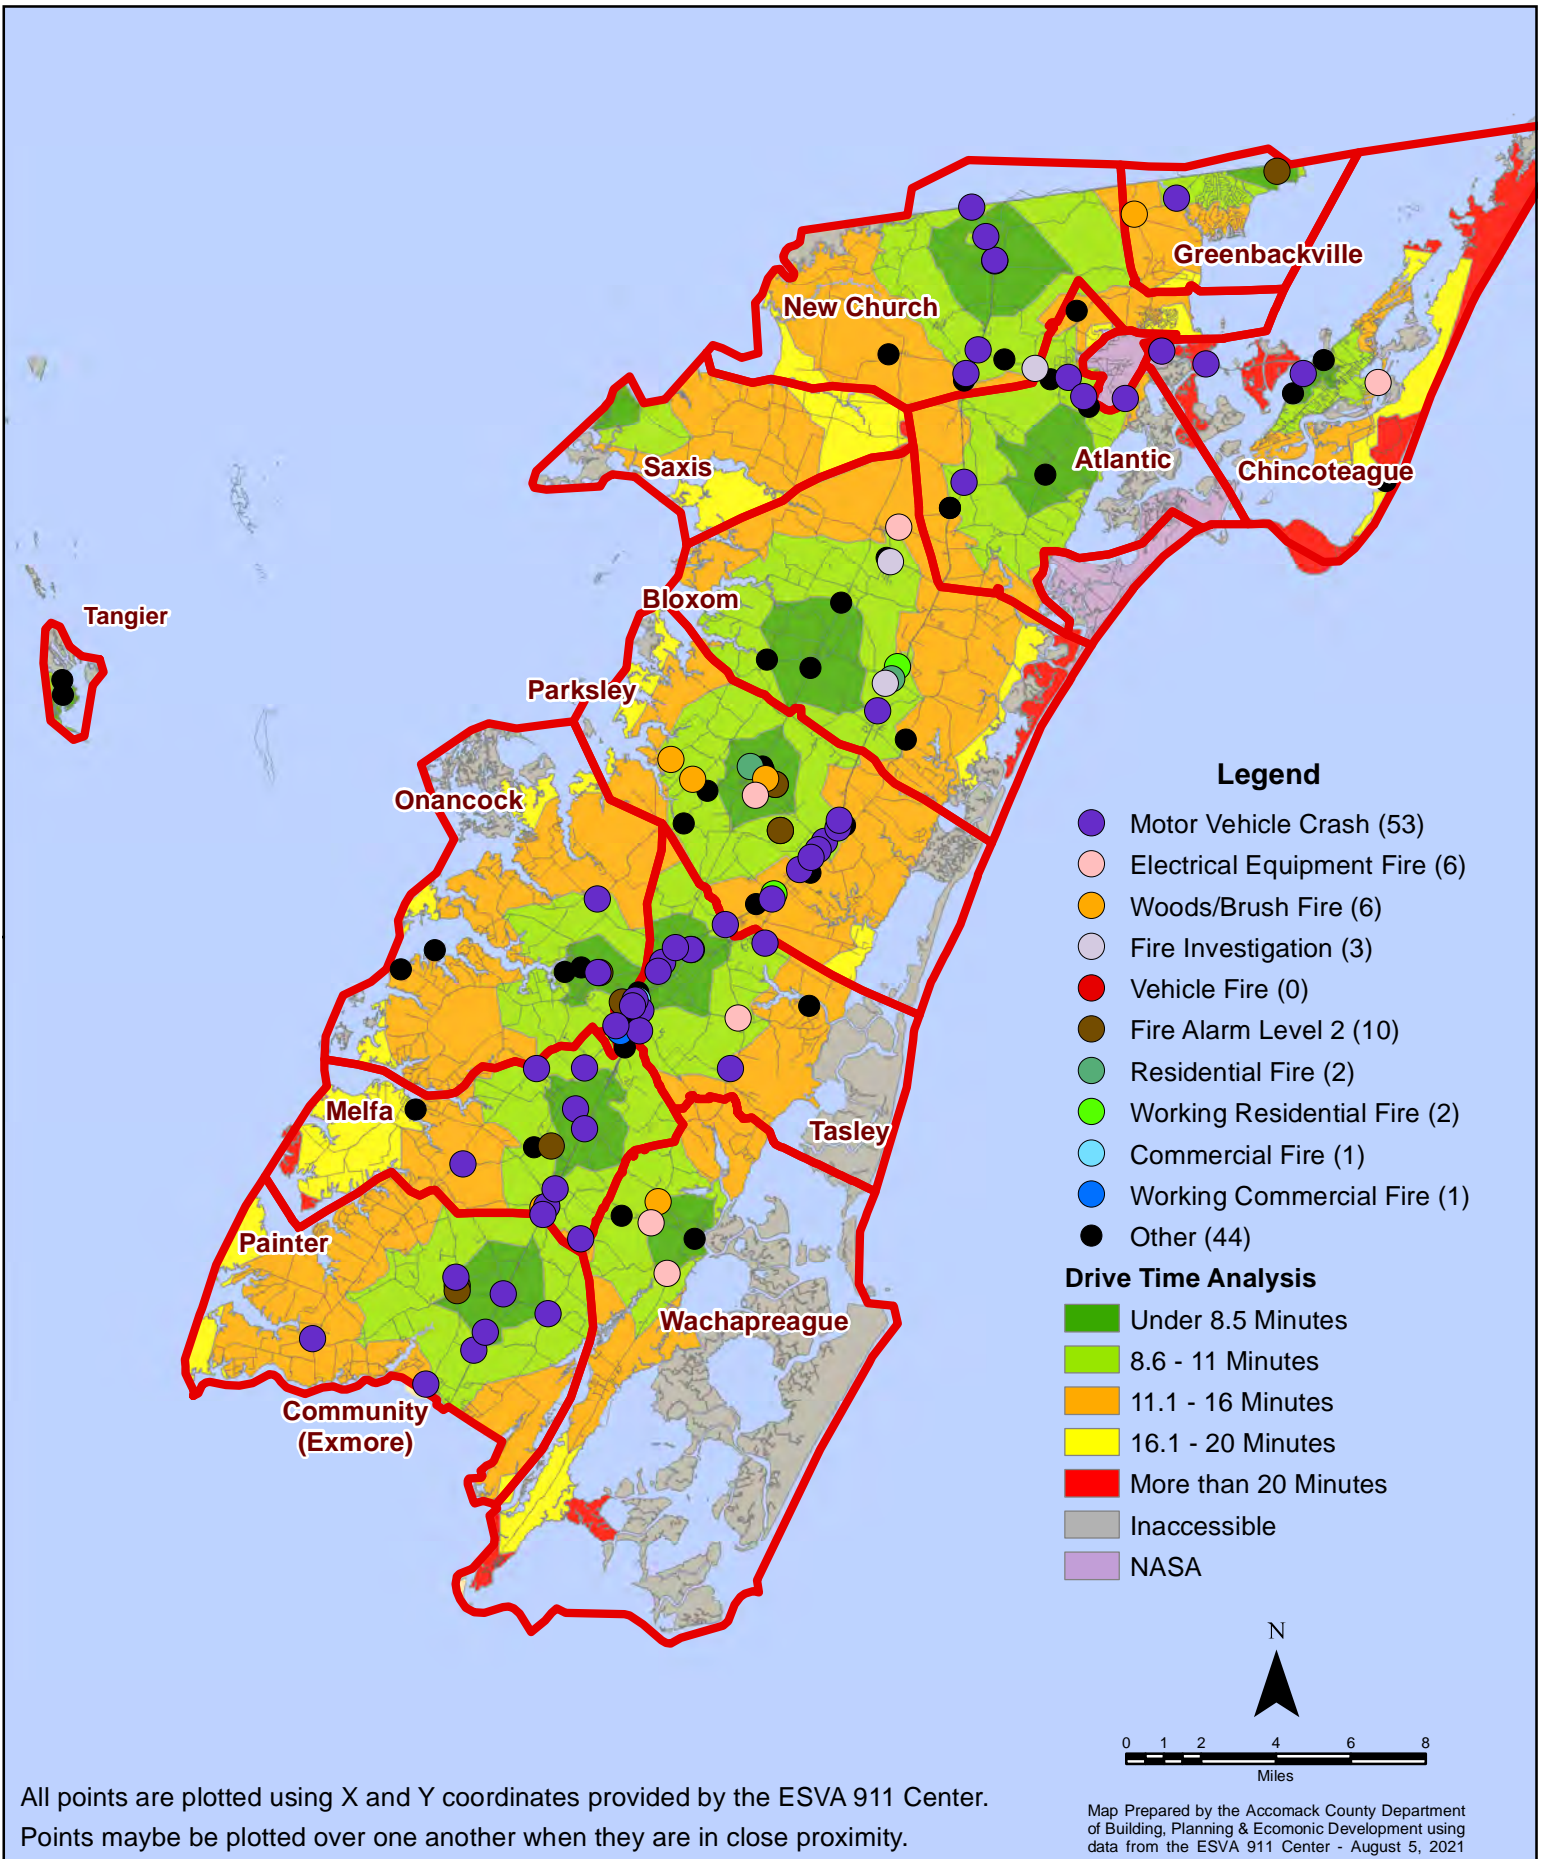 Greenbackville
New Church
Saxis
Atlantic
Chincoteague
Bloxom
Tangier
Parksley
Onancock
Melfa
Tasley
Painter
Wachapreague
Community
(Exmore)
Legend
Motor Vehicle Crash (53)
Electrical Equipment Fire (6)
Woods/Brush Fire (6)
Fire Investigation (3)
Vehicle Fire (0)
Fire Alarm Level 2 (10)
Residential Fire (2)
Working Residential Fire (2)
Commercial Fire (1)
Working Commercial Fire (1)
Other (44)
Drive Time Analysis
Under 8.5 Minutes
8.6 - 11 Minutes
11.1 - 16 Minutes
16.1 - 20 Minutes
More than 20 Minutes
Inaccessible
NASA
N
0 1 2 4 6 8
Miles
All points are plotted using X and Y coordinates provided by the ESVA 911 Center.
Points maybe be plotted over one another when they are in close proximity.
Map Prepared by the Accomack County Department
of Building, Planning & Ecomonic Development using
data from the ESVA 911 Center - August 5, 2021